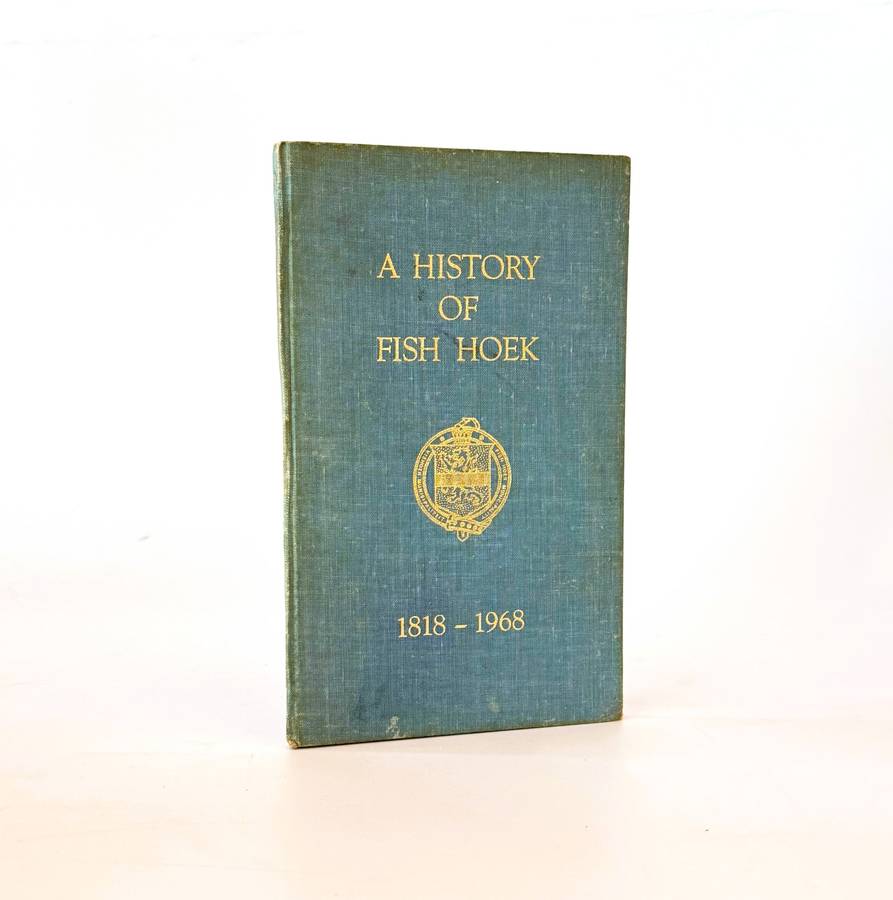 A HISTORY
OF
FISH HOEK
1818 – 1968